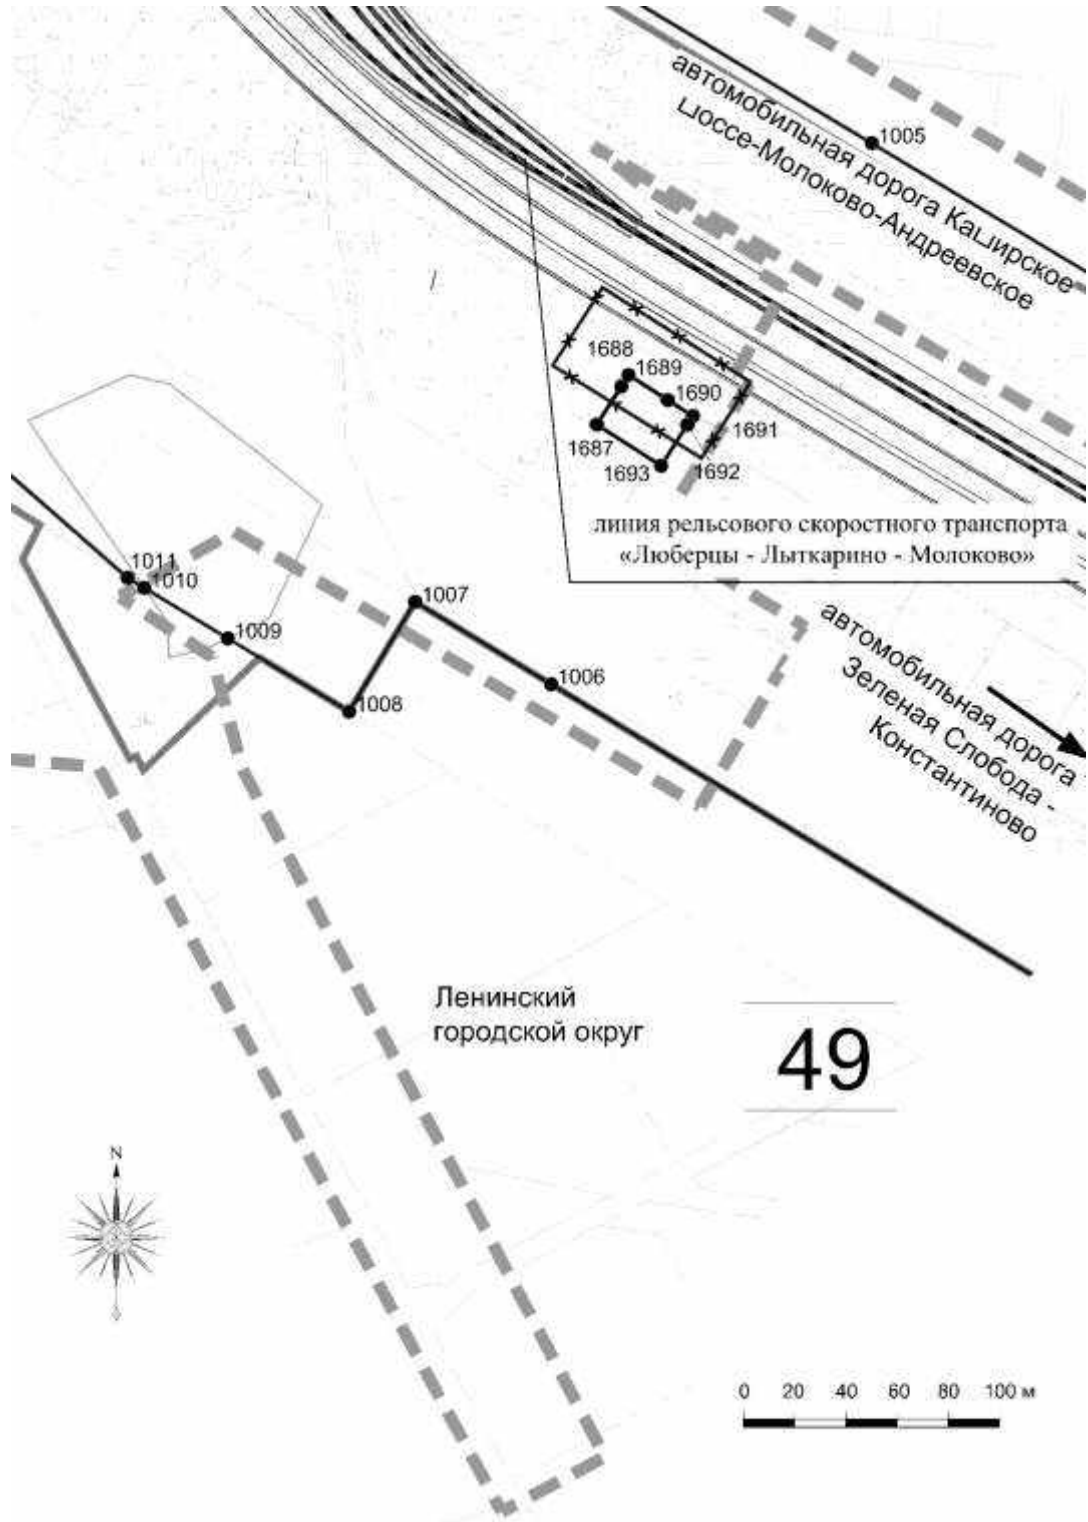 1005
автомобильная дорога Каширское
шоссе-Молоково-Андреевское
1688
1689
1690
1691
1687
1693
1692
линия рельсового скоростного транспорта
«Люберцы - Лыткарино - Молоково»
1011
1010
1009
1007
1006
1008
автомобильная дорога
Зеленая Слобода -
Константиново
Ленинский
городской округ
49
N
0 20 40 60 80 100 м